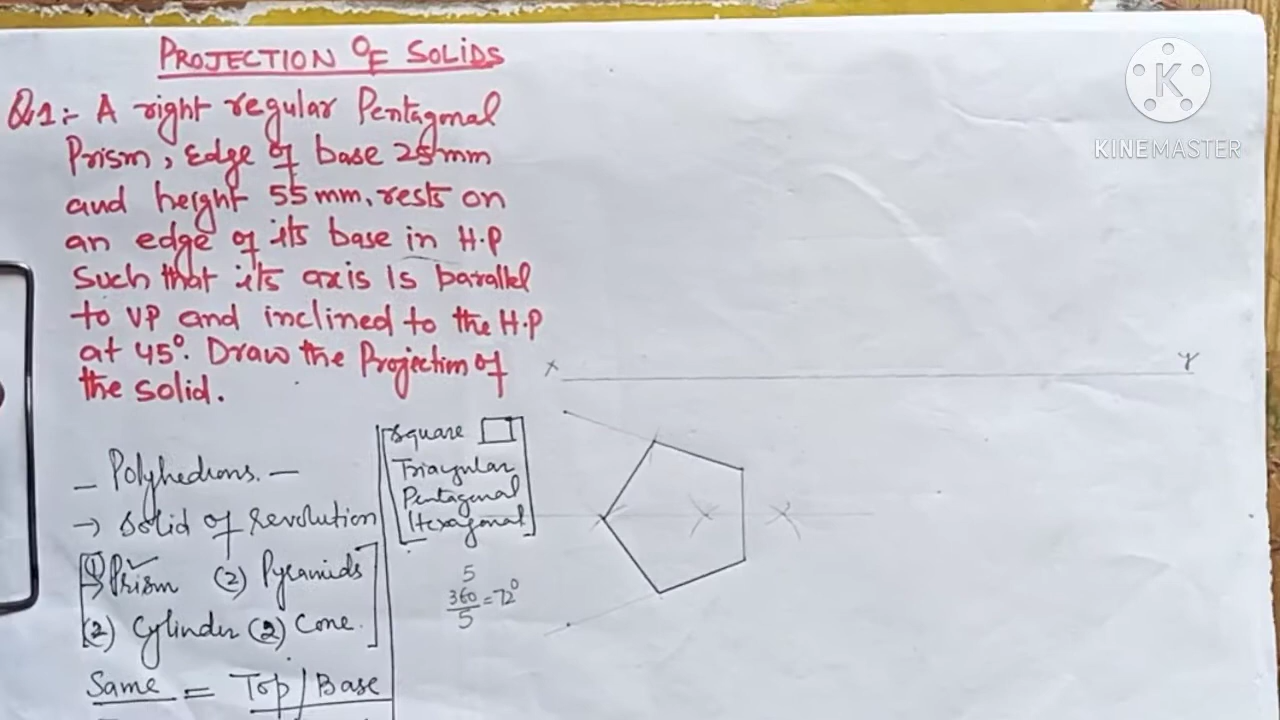 PROJECTION OF SOLIDS
Q.1:- A right regular Pentagonal
Prism, Edge of base 25mm
and height 55mm, rests on
an edge of its base in H.P
Such that its axis is parallel
to VP and inclined to the H.P
at 45°. Draw the Projection of
the solid.
- Polyhedrons. -
→ Solid of revolution
(1) Prism (2) Pyramids
(2) Cylinder (2) Cone.
Same = Top/Base
square
Triangular
Pentagonal
Hexagonal
5
360/5 = 72°
X Y
K
KINEMASTER